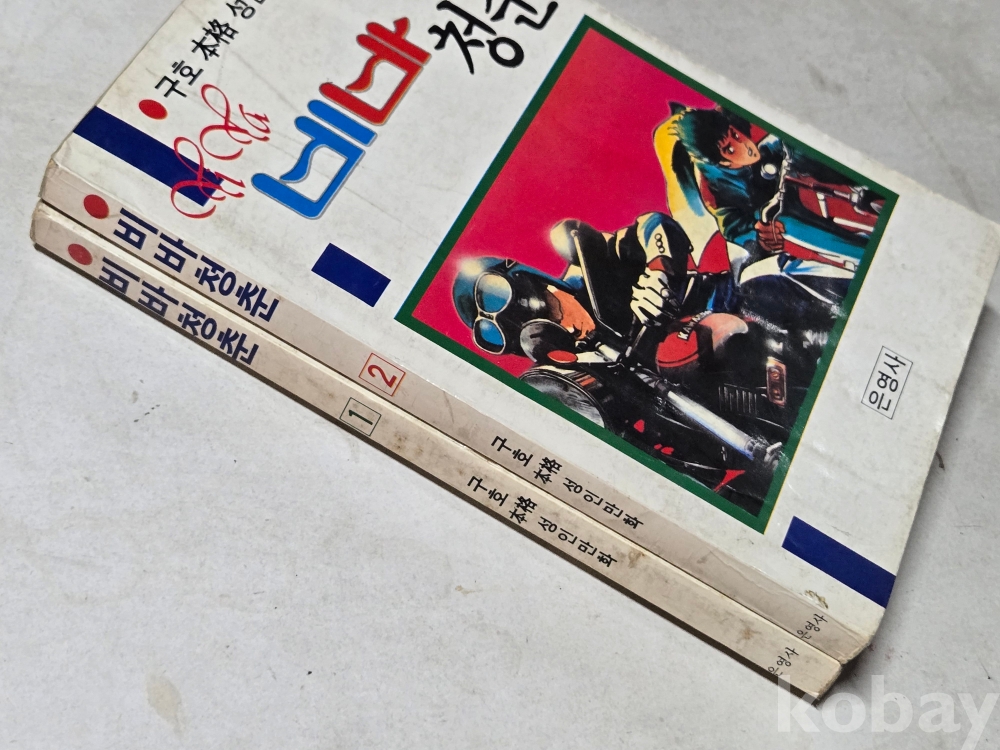 구호 本格 성인
비바 청춘
은영사
비바청춘
2
구호 本格 성인만화
은영사
비바청춘
1
구호 本格 성인만화
은영사
kobay